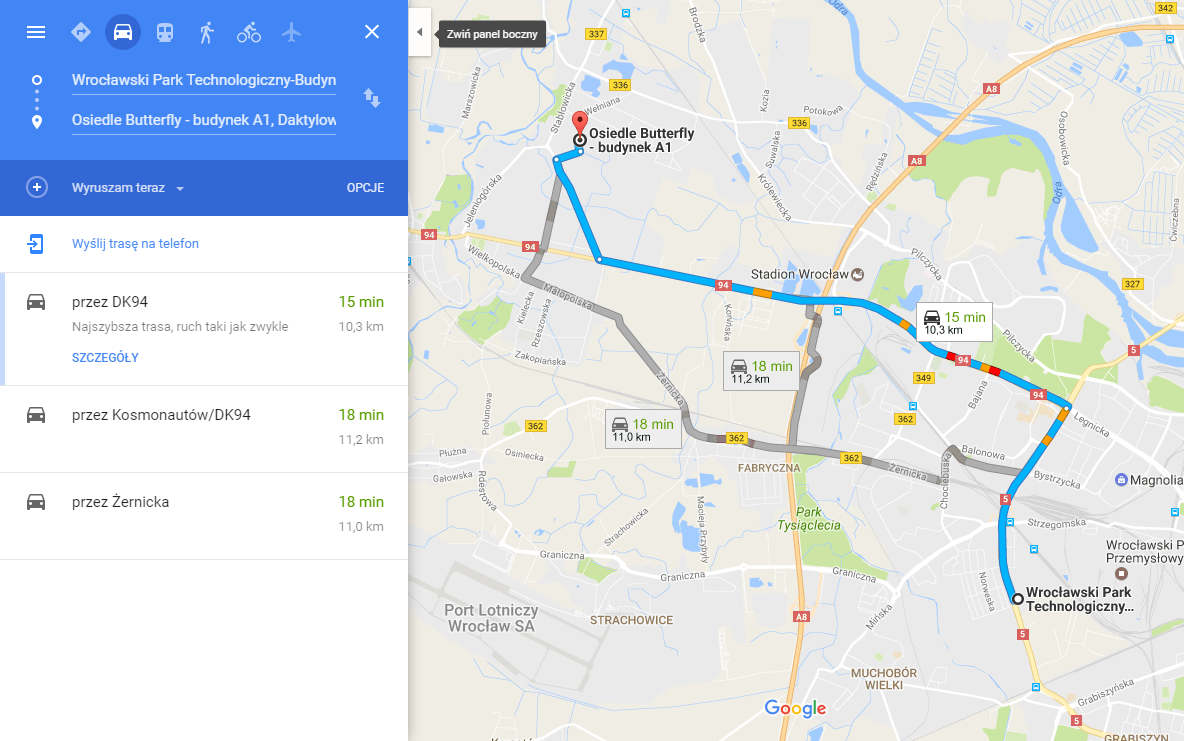 Wrocławski Park Technologiczny-Budyn
Osiedle Butterfly - budynek A1, Daktylow
Wyruszam teraz
OPCJE
Wyślij trasę na telefon
przez DK94
15 min
Najszybsza trasa, ruch taki jak zwykle
10,3 km
SZCZEGÓŁY
przez Kosmonautów/DK94
18 min
11,2 km
przez Żernicka
18 min
11,0 km
Zwiń panel boczny
342
337
Brodzka
Marszowicka
336
A8
Kozia
Potokowa
Stabłowicka
Wełniana
336
Osobowicka
Osiedle Butterfly
- budynek A1
Suwalska
A8
Rędzińska
Królewiecka
Odra
Jeleniogórska
Ćwiczebna
94
94
Wielkopolska
Pilczycka
Stadion Wrocław
94
327
Małopolska
Kielecka
Rzeszowska
Konińska
15 min
10,3 km
Pilczycka
5
Zakopiańska
18 min
11,2 km
94
349
Żernicka
Bajana
94
Piołunowa
362
18 min
11,0 km
362
Legnicka
362
Płużna
Osiniecka
362
Balonowa
FABRYCZNA
Żernicka
Gałowska
Rdestowa
Choclebuska
Bystrzycka
Magnolia
5
Strachowicka
Macieja Przybyły
Park
Tysiąclecia
Strzegomska
Graniczna
Wrocławski P
Przemysłowy
Graniczna
Graniczna
Norweska
Wrocławski Park
Technologiczny...
Port Lotniczy
Wrocław SA
STRACHOWICE
A8
Mińska
5
MUCHOBÓR
WIELKI
Grabiszyńska
Google
5
GRABISZYN